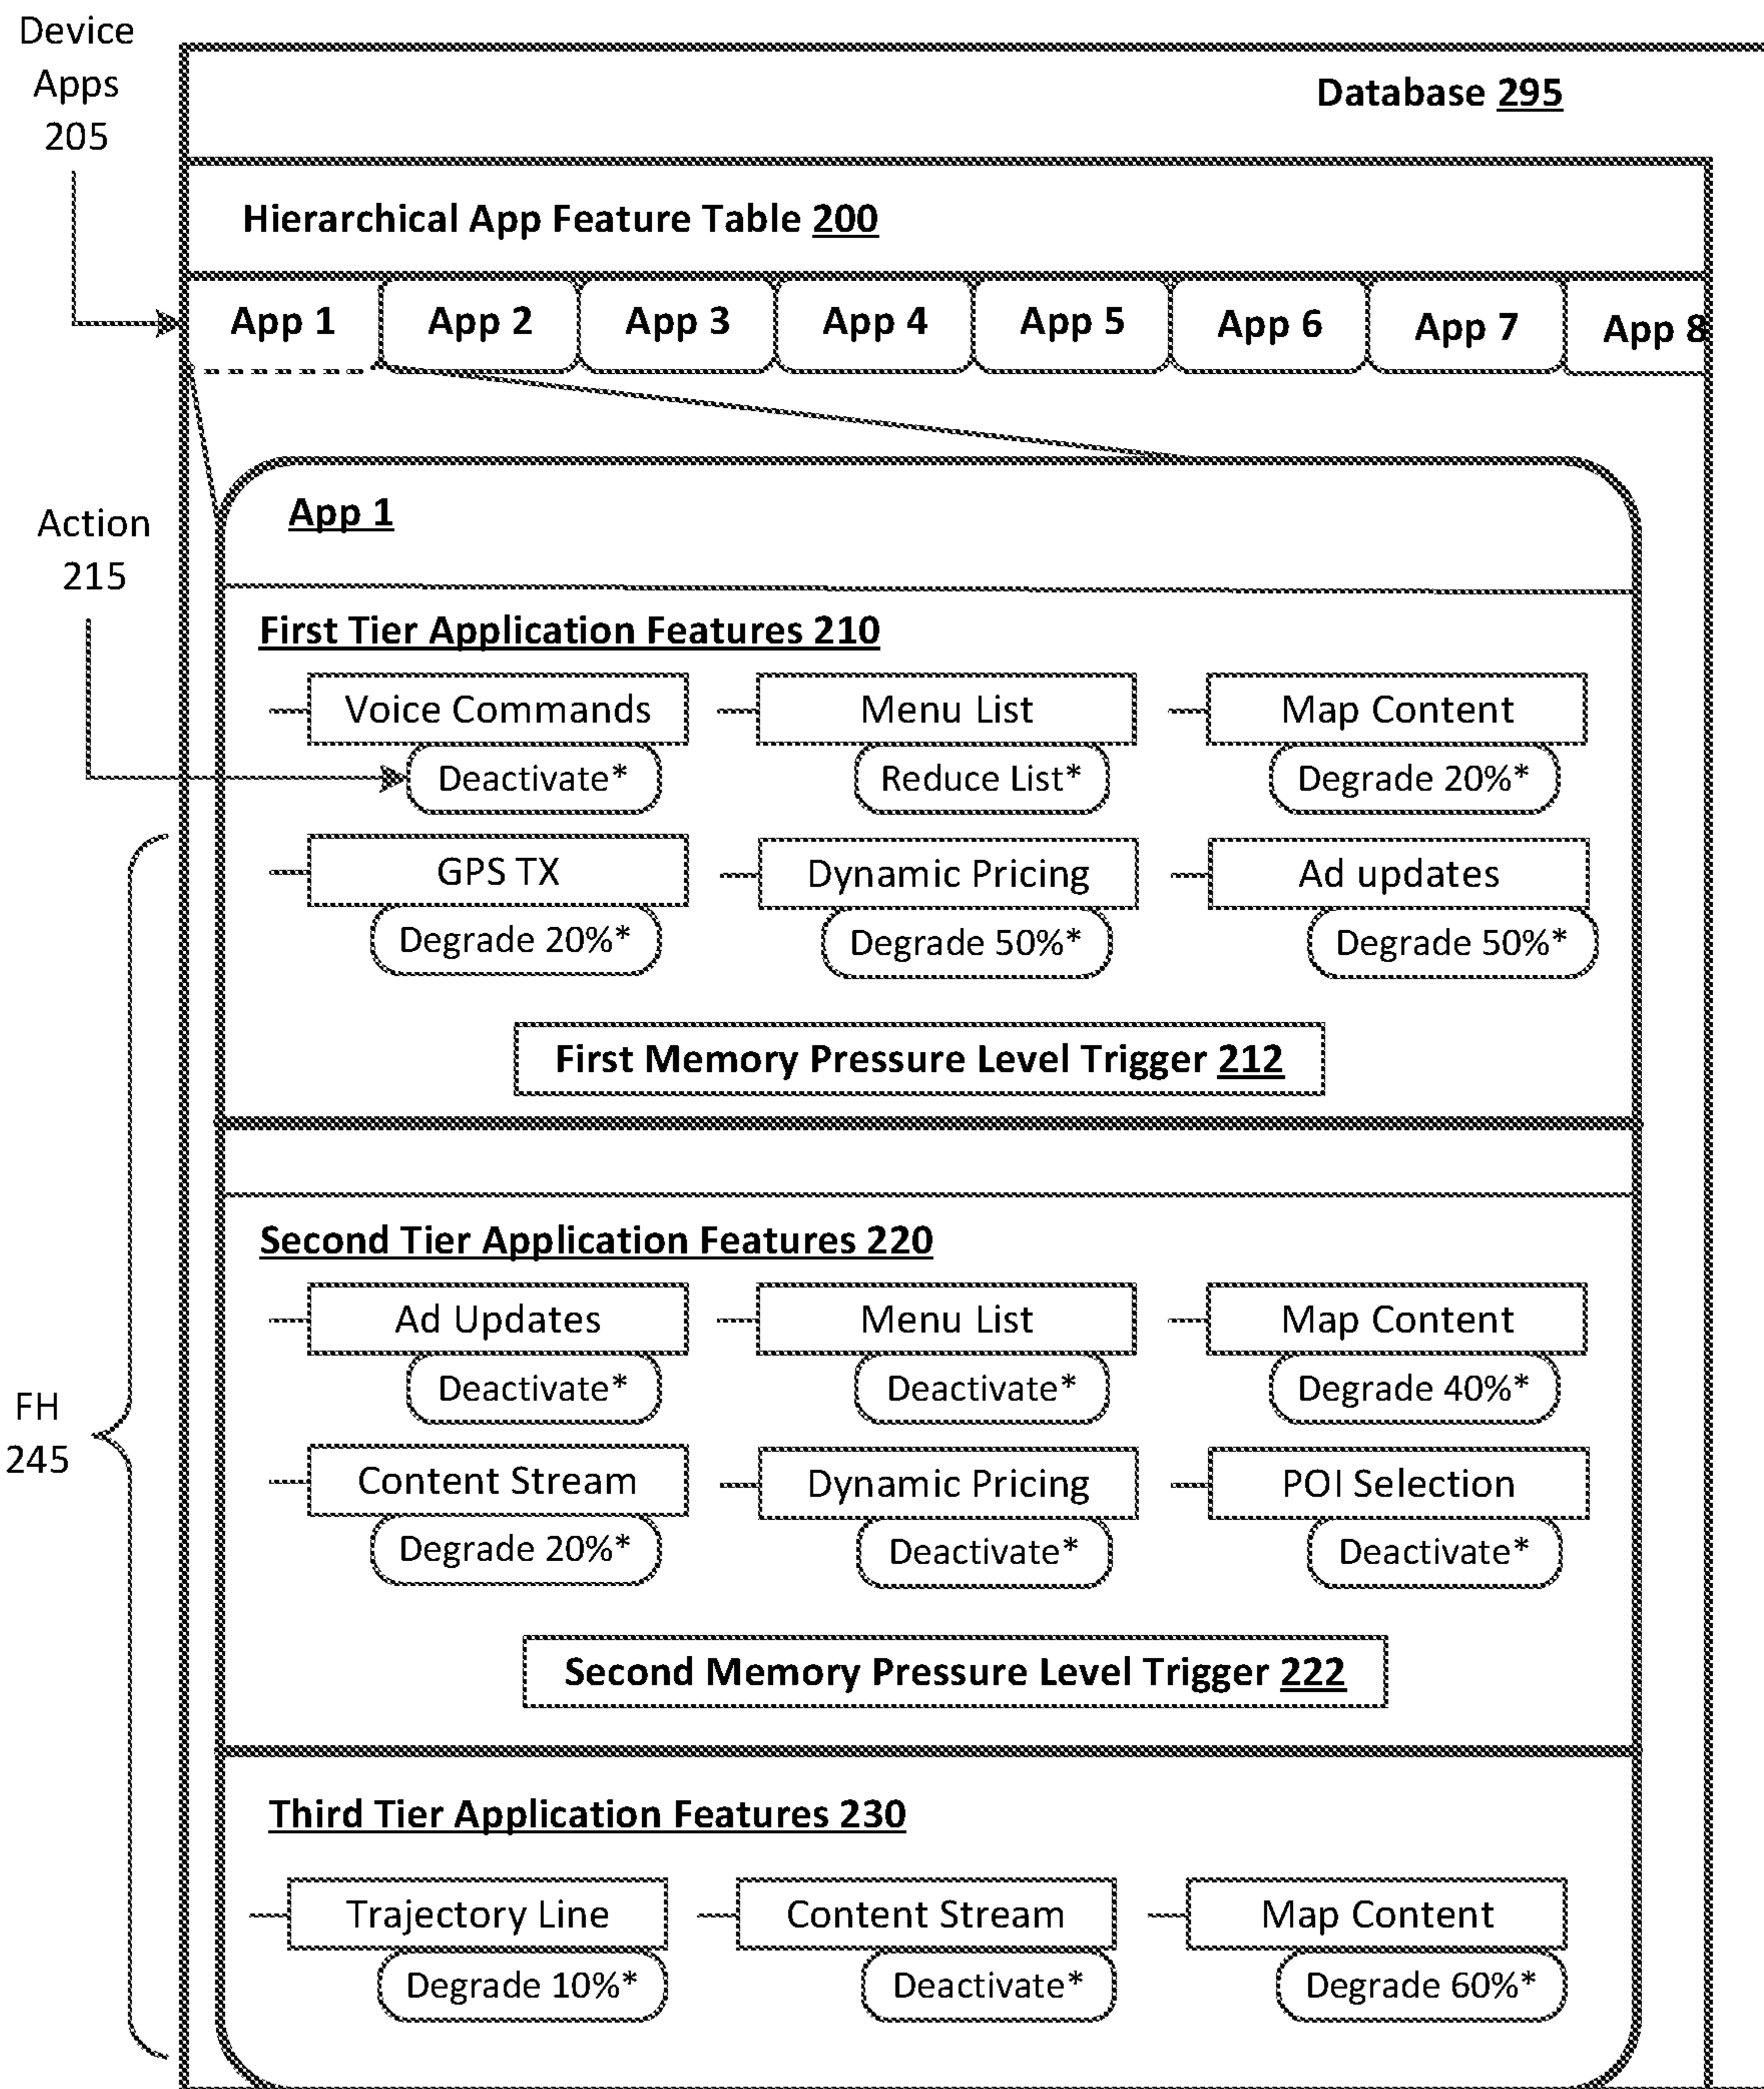 Device
Apps
205
Database 295
Hierarchical App Feature Table 200
App 1 App 2 App 3 App 4 App 5 App 6 App 7 App 8
App 1
Action
215
First Tier Application Features 210
Voice Commands Menu List Map Content
Deactivate* Reduce List* Degrade 20%*
GPS TX Dynamic Pricing Ad updates
Degrade 20%* Degrade 50%* Degrade 50%*
First Memory Pressure Level Trigger 212
Second Tier Application Features 220
Ad Updates Menu List Map Content
Deactivate* Deactivate* Degrade 40%*
FH
245
Content Stream Dynamic Pricing POI Selection
Degrade 20%* Deactivate* Deactivate*
Second Memory Pressure Level Trigger 222
Third Tier Application Features 230
Trajectory Line Content Stream Map Content
Degrade 10%* Deactivate* Degrade 60%*